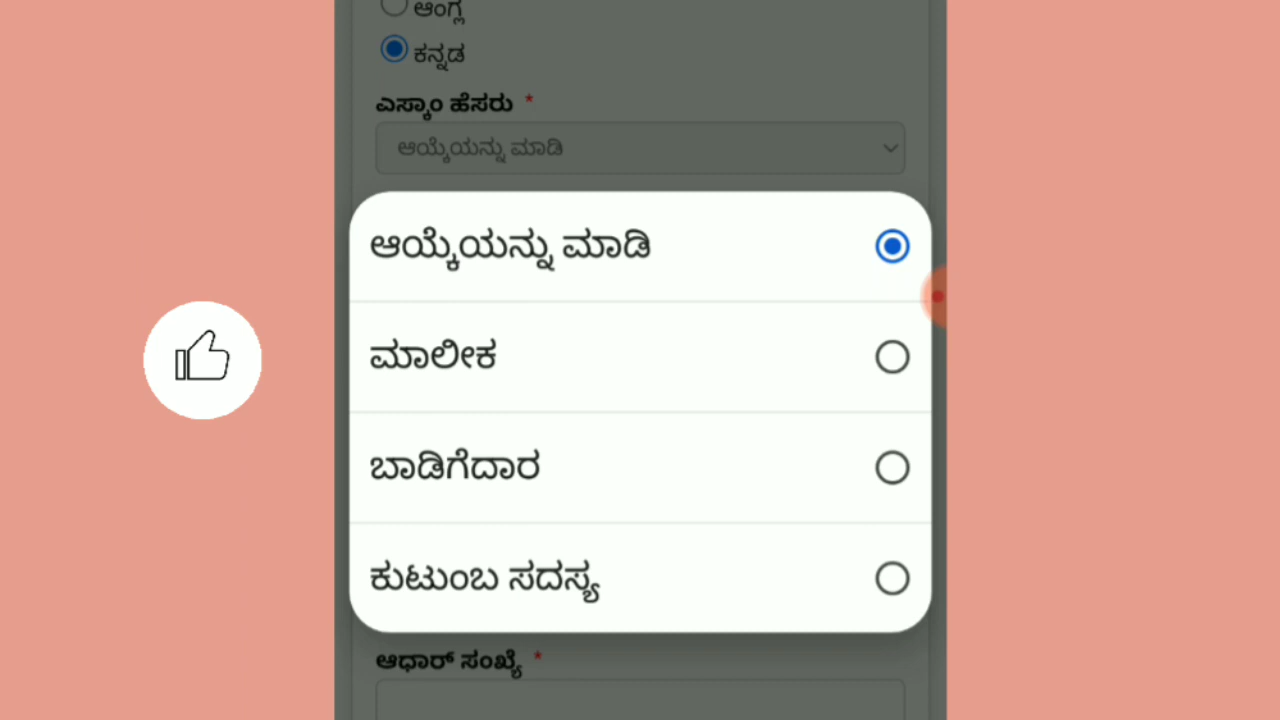 ಆಂಗ್ಲ
ಕನ್ನಡ
ಎಸ್ಕಾಂ ಹೆಸರು *
ಆಯ್ಕೆಯನ್ನು ಮಾಡಿ
ಆಯ್ಕೆಯನ್ನು ಮಾಡಿ
ಮಾಲೀಕ
ಬಾಡಿಗೆದಾರ
ಕುಟುಂಬ ಸದಸ್ಯ
ಆಧಾರ್ ಸಂಖ್ಯೆ *